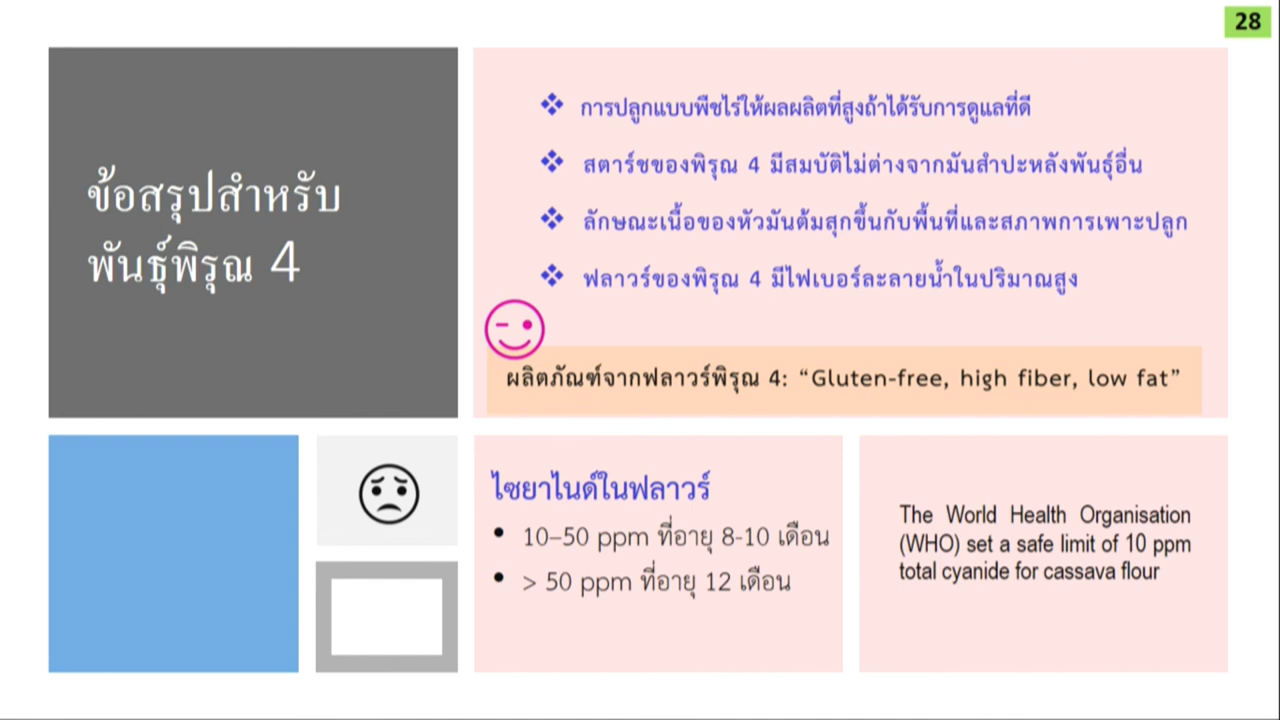 28
ข้อสรุปสำหรับ
พันธุ์พิรุณ 4
❖ การปลูกแบบพืชไร่ให้ผลผลิตที่สูงถ้าได้รับการดูแลที่ดี
❖ สตาร์ชของพิรุณ 4 มีสมบัติไม่ต่างจากมันสำปะหลังพันธุ์อื่น
❖ ลักษณะเนื้อของหัวมันต้มสุกขึ้นกับพื้นที่และสภาพการเพาะปลูก
❖ ฟลาวร์ของพิรุณ 4 มีไฟเบอร์ละลายน้ำในปริมาณสูง
ผลิตภัณฑ์จากฟลาวร์พิรุณ 4: “Gluten-free, high fiber, low fat”
ไซยาไนด์ในฟลาวร์
• 10–50 ppm ที่อายุ 8-10 เดือน
• > 50 ppm ที่อายุ 12 เดือน
The World Health Organisation
(WHO) set a safe limit of 10 ppm
total cyanide for cassava flour